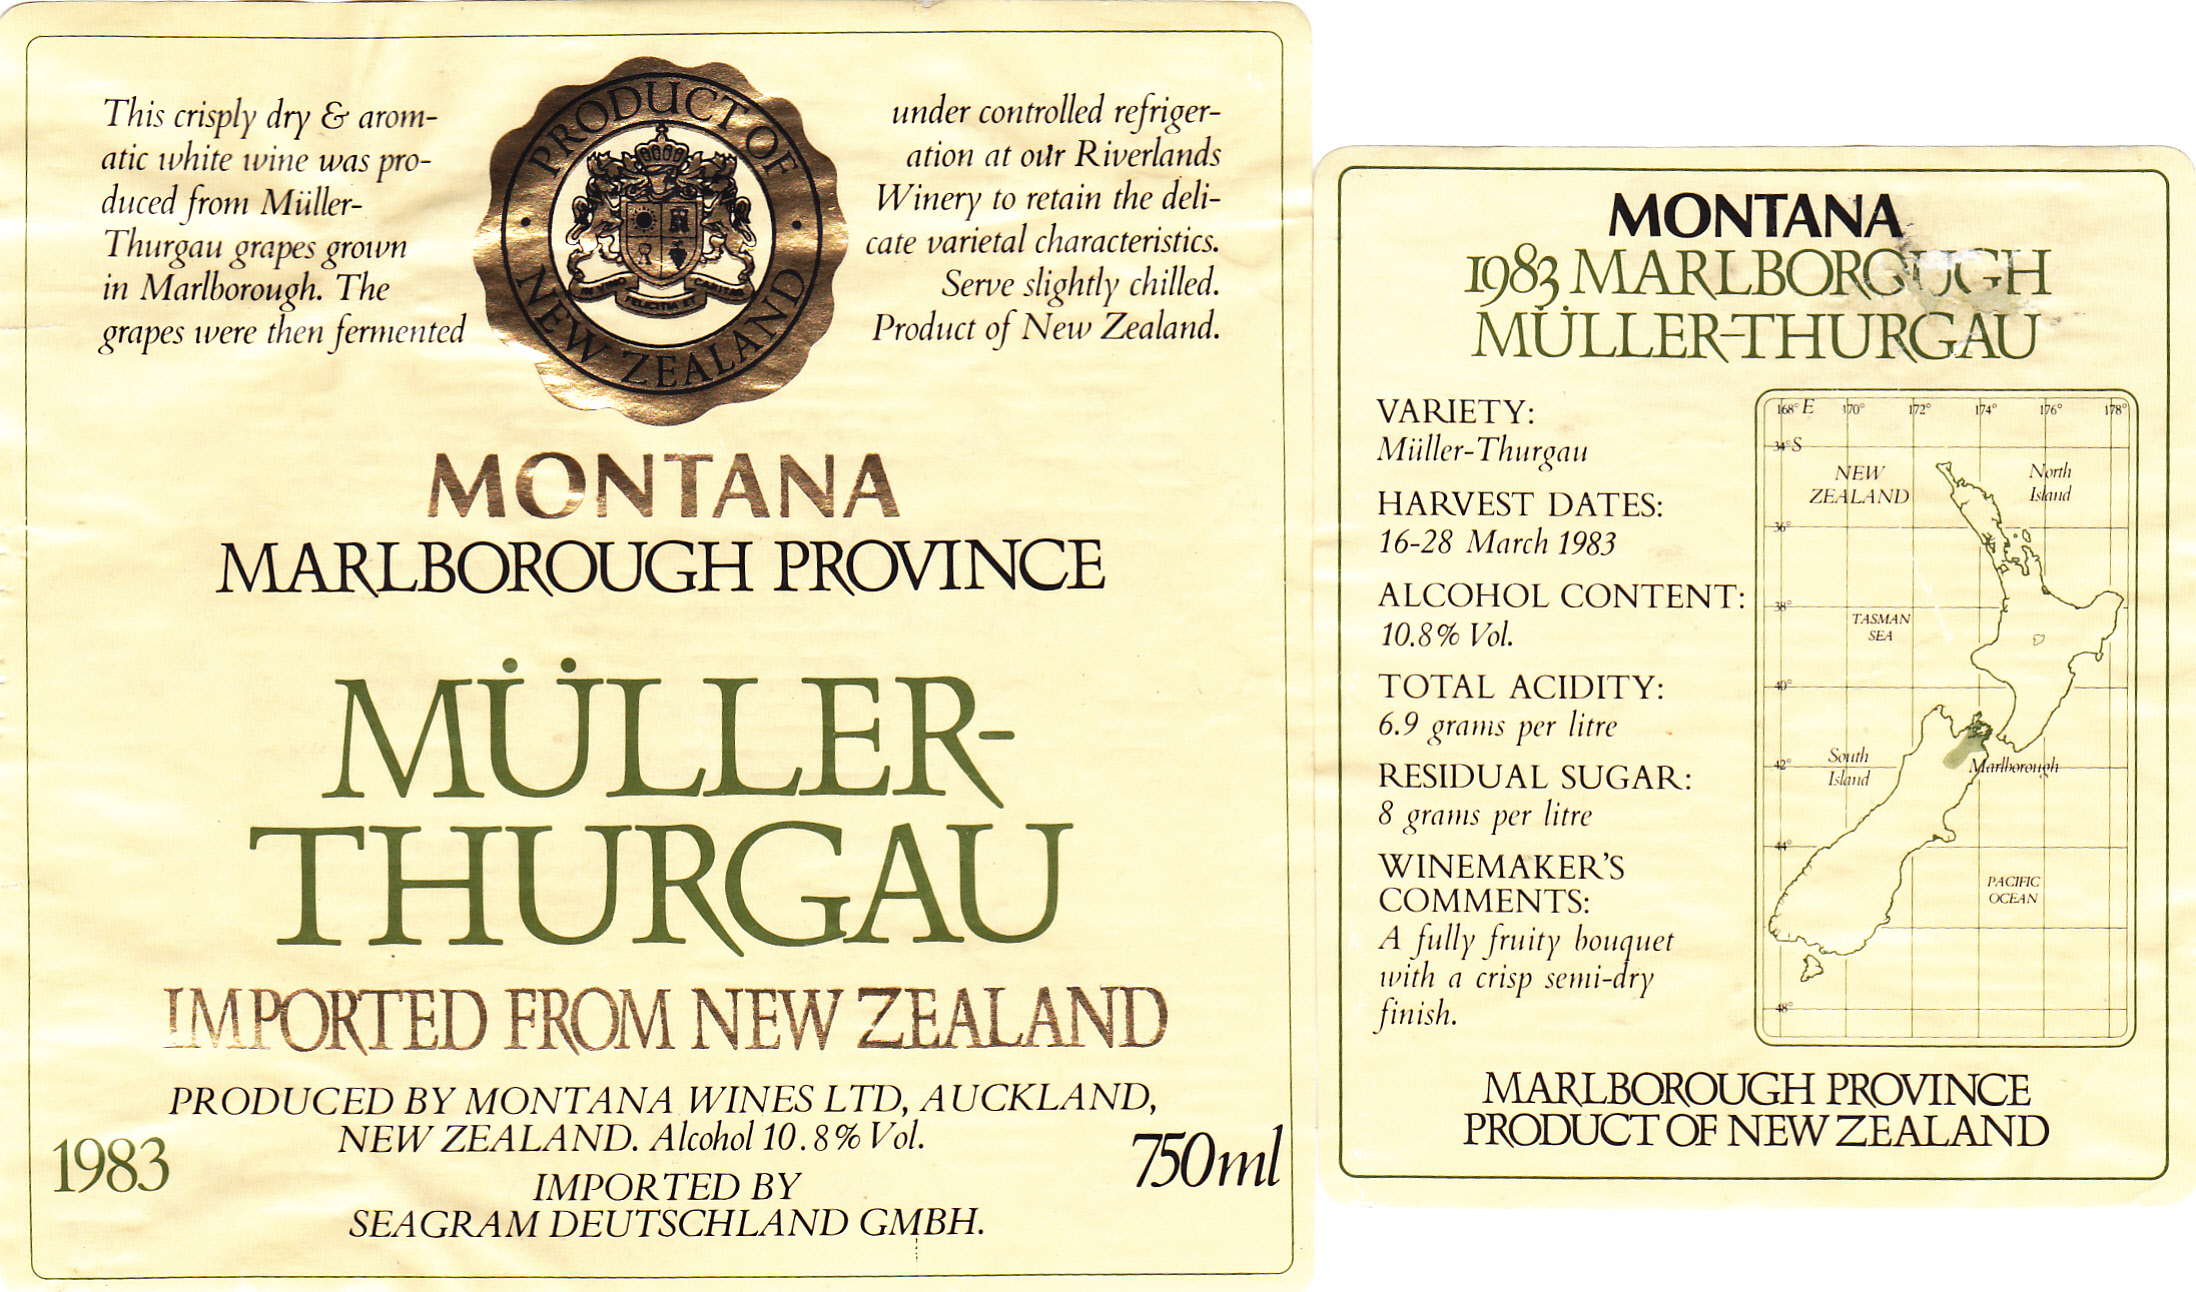 This crisply dry & arom-
atic white wine was pro-
duced from Müller-
Thurgau grapes grown
in Marlborough. The
grapes were then fermented
PRODUCT OF
NEW ZEALAND
IN VINO
FELICITIA ET
CARITAS
under controlled refriger-
ation at our Riverlands
Winery to retain the deli-
cate varietal characteristics.
Serve slightly chilled.
Product of New Zealand.
MONTANA
MARLBOROUGH PROVINCE
MÜLLER-
THURGAU
IMPORTED FROM NEW ZEALAND
PRODUCED BY MONTANA WINES LTD, AUCKLAND,
NEW ZEALAND. Alcohol 10.8% Vol.
1983
750ml
IMPORTED BY
SEAGRAM DEUTSCHLAND GMBH.
MONTANA
1983 MARLBOROUGH
MÜLLER-THURGAU
VARIETY:
Müller-Thurgau
HARVEST DATES:
16-28 March 1983
ALCOHOL CONTENT:
10.8% Vol.
TOTAL ACIDITY:
6.9 grams per litre
RESIDUAL SUGAR:
8 grams per litre
WINEMAKER'S
COMMENTS:
A fully fruity bouquet
with a crisp semi-dry
finish.
168° E 170° 172° 174° 176° 178°
34° S
NEW
ZEALAND
North
Island
36°
38°
TASMAN
SEA
40°
South
Island
42°
Marlborough
44°
PACIFIC
OCEAN
48°
MARLBOROUGH PROVINCE
PRODUCT OF NEW ZEALAND